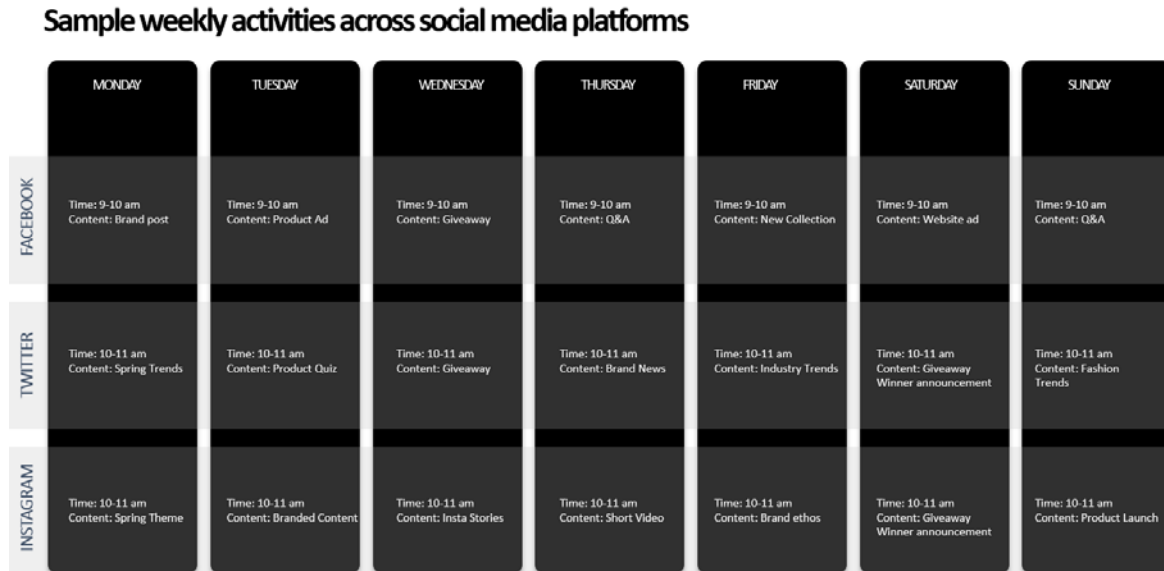 Sample weekly activities across social media platforms
MONDAY
TUESDAY
WEDNESDAY
THURSDAY
FRIDAY
SATURDAY
SUNDAY
FACEBOOK
Time: 9-10 am
Content: Brand post
Time: 9-10 am
Content: Product Ad
Time: 9-10 am
Content: Giveaway
Time: 9-10 am
Content: Q&A
Time: 9-10 am
Content: New Collection
Time: 9-10 am
Content: Website ad
Time: 9-10 am
Content: Q&A
TWITTER
Time: 10-11 am
Content: Spring Trends
Time: 10-11 am
Content: Product Quiz
Time: 10-11 am
Content: Giveaway
Time: 10-11 am
Content: Brand News
Time: 10-11 am
Content: Industry Trends
Time: 10-11 am
Content: Giveaway
Winner announcement
Time: 10-11 am
Content: Fashion
Trends
INSTAGRAM
Time: 10-11 am
Content: Spring Theme
Time: 10-11 am
Content: Branded Content
Time: 10-11 am
Content: Insta Stories
Time: 10-11 am
Content: Short Video
Time: 10-11 am
Content: Brand ethos
Time: 10-11 am
Content: Giveaway
Winner announcement
Time: 10-11 am
Content: Product Launch